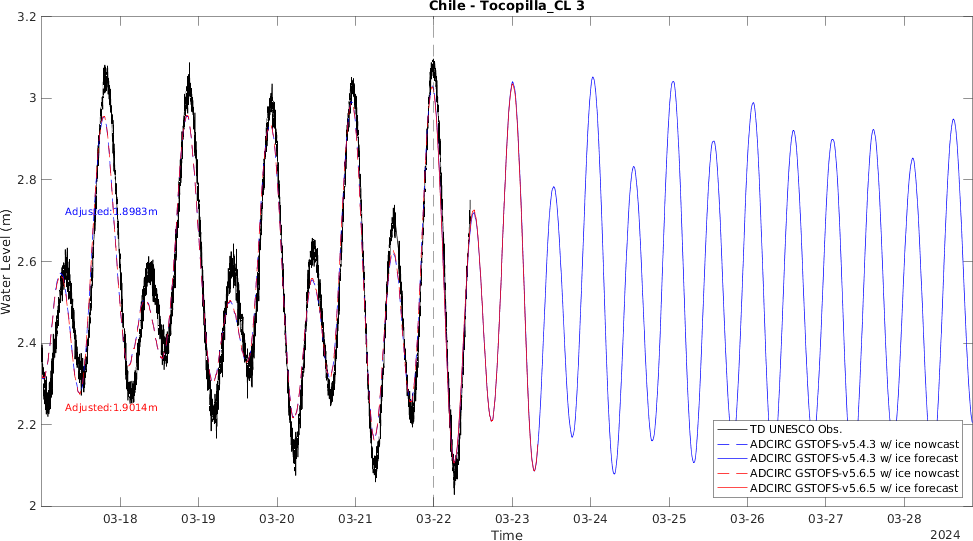 Chile - Tocopilla_CL 3
3.2
3
2.8
2.6
2.4
2.2
2
Water Level (m)
Adjusted:1.8983m
Adjusted:1.9014m
TD UNESCO Obs.
ADCIRC GSTOFS-v5.4.3 w/ ice nowcast
ADCIRC GSTOFS-v5.4.3 w/ ice forecast
ADCIRC GSTOFS-v5.6.5 w/ ice nowcast
ADCIRC GSTOFS-v5.6.5 w/ ice forecast
03-18 03-19 03-20 03-21 03-22 03-23 03-24 03-25 03-26 03-27 03-28
Time
2024